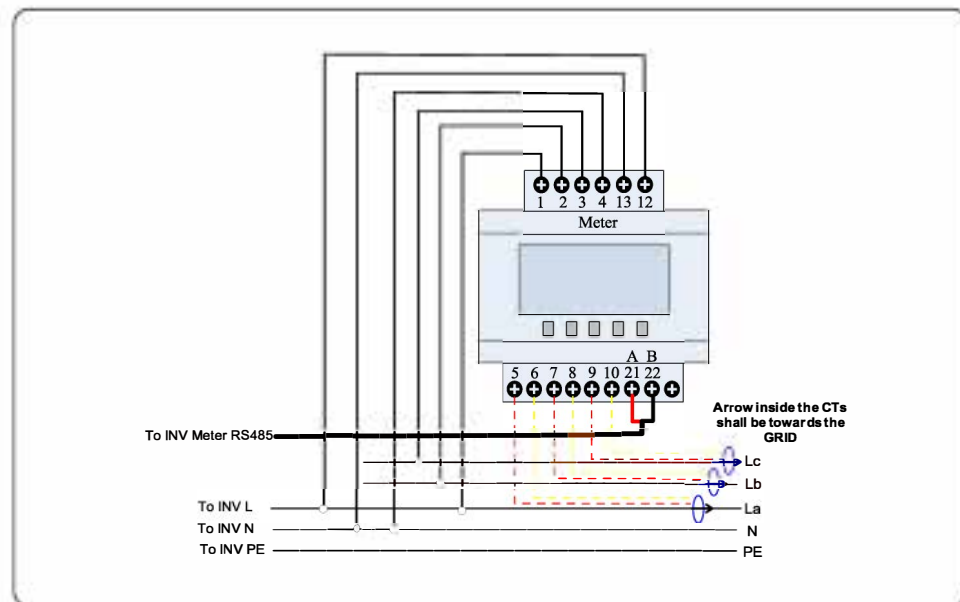 1 2 3 4 13 12
Meter
A B
5 6 7 8 9 10 21 22
Arrow inside the CTs
shall be towards the
GRID
To INV Meter RS485
Lc
Lb
To INV L
La
To INV N
N
To INV PE
PE